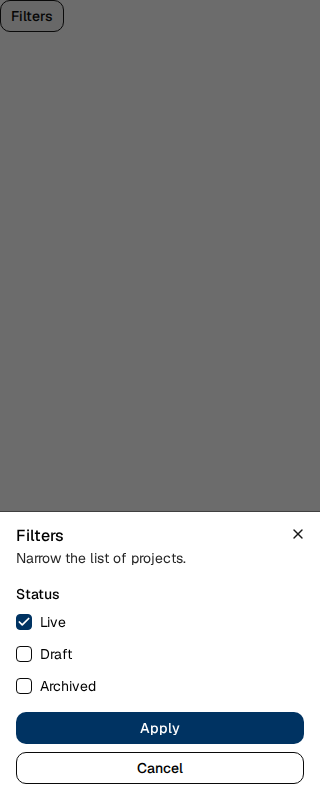 Filters
Filters
Narrow the list of projects.
Status
Live
Draft
Archived
Apply
Cancel